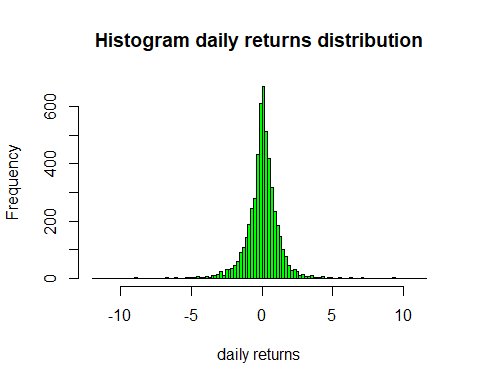 Histogram daily returns distribution
Frequency
600
400
200
0
-10 -5 0 5 10
daily returns